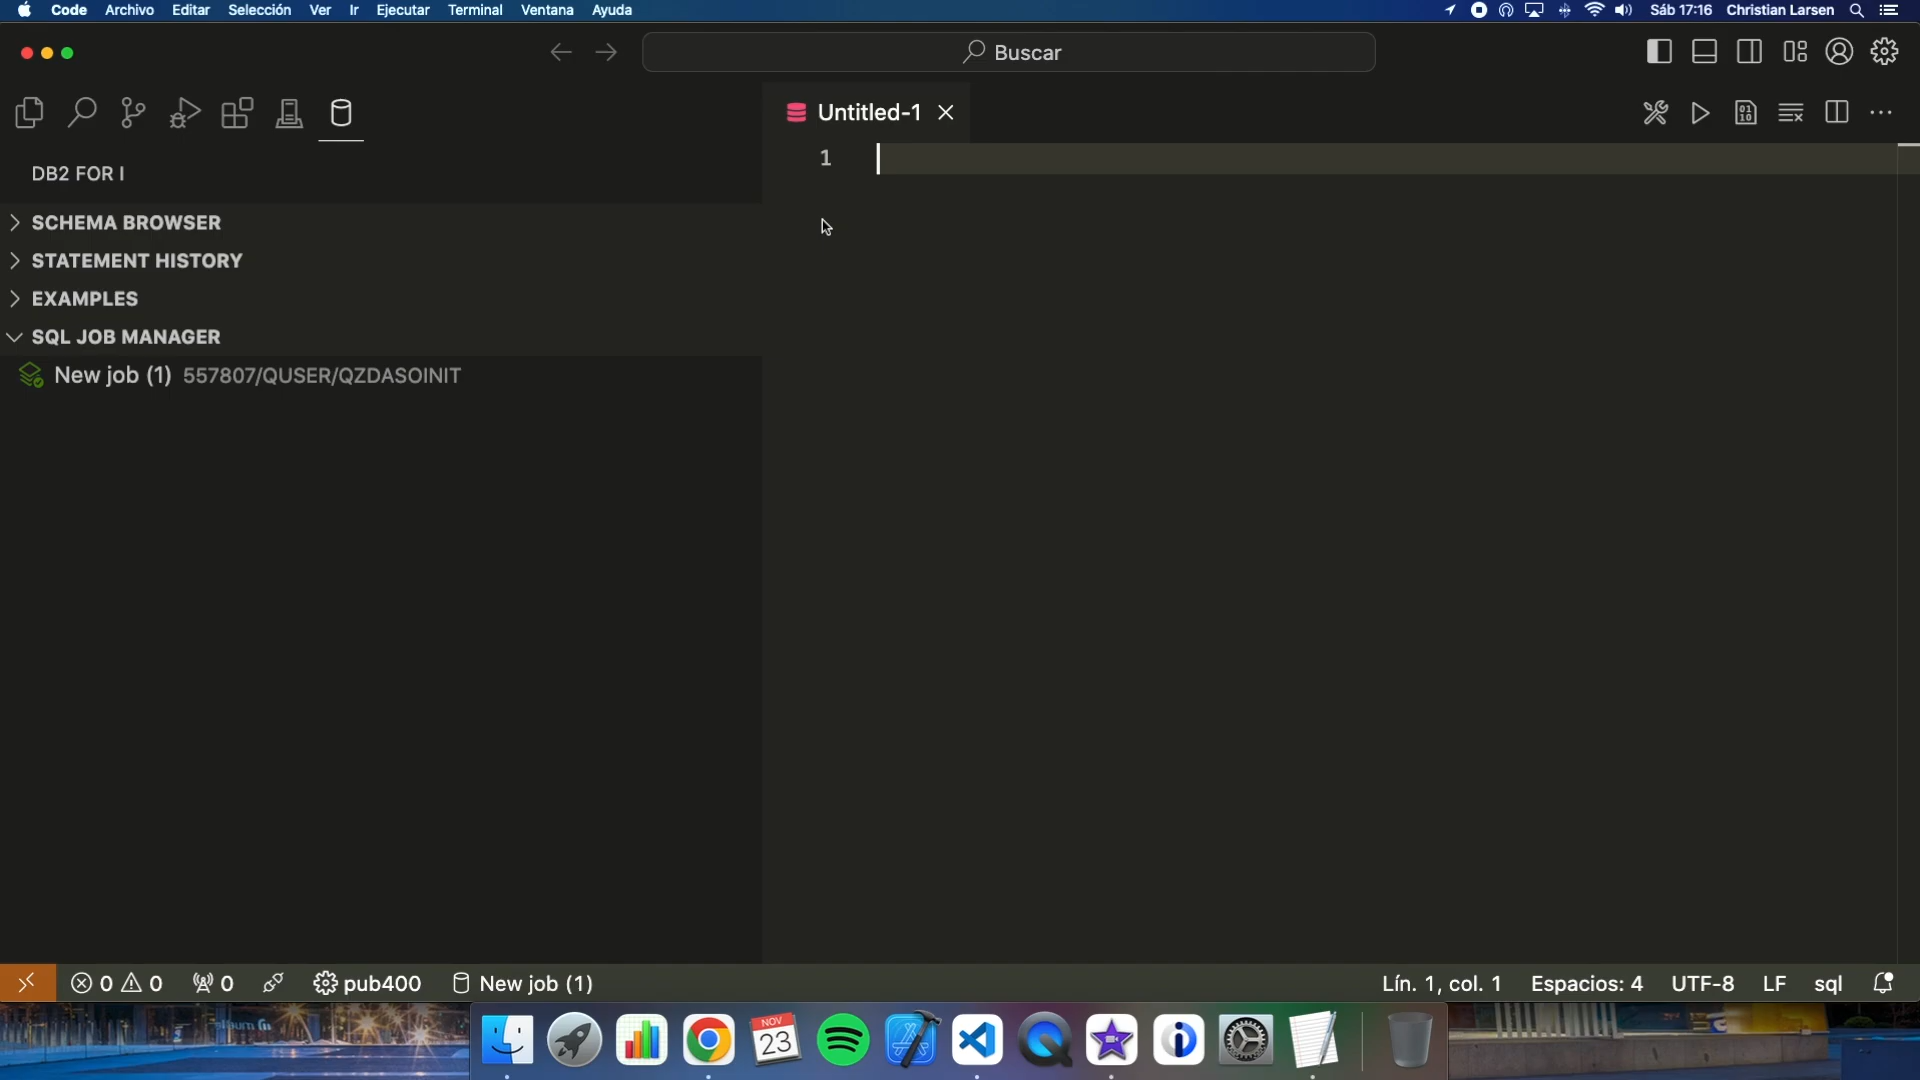 Code Archivo Editar Selección Ver Ir Ejecutar Terminal Ventana Ayuda Sáb 17:16 Christian Larsen
Buscar
Untitled-1
DB2 FOR I
1
SCHEMA BROWSER
STATEMENT HISTORY
EXAMPLES
SQL JOB MANAGER
New job (1) 557807/QUSER/QZDASOINIT
0 0 0 pub400 New job (1) Lín. 1, col. 1 Espacios: 4 UTF-8 LF sql
NOV
23